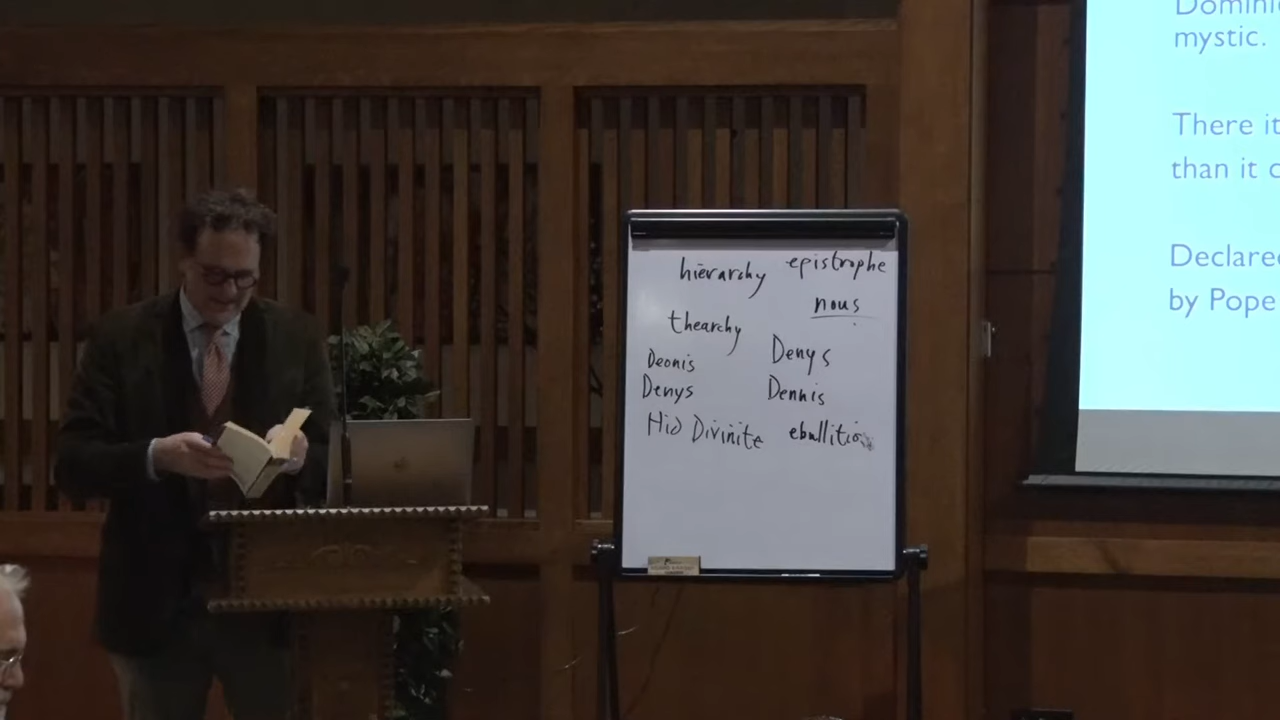 hierarchy epistrophe
nous
thearchy
Deonis Denys
Denys Dennis
Hid Divinite ebullition
Domini
mystic.
There it
than it c
Declared
by Pope